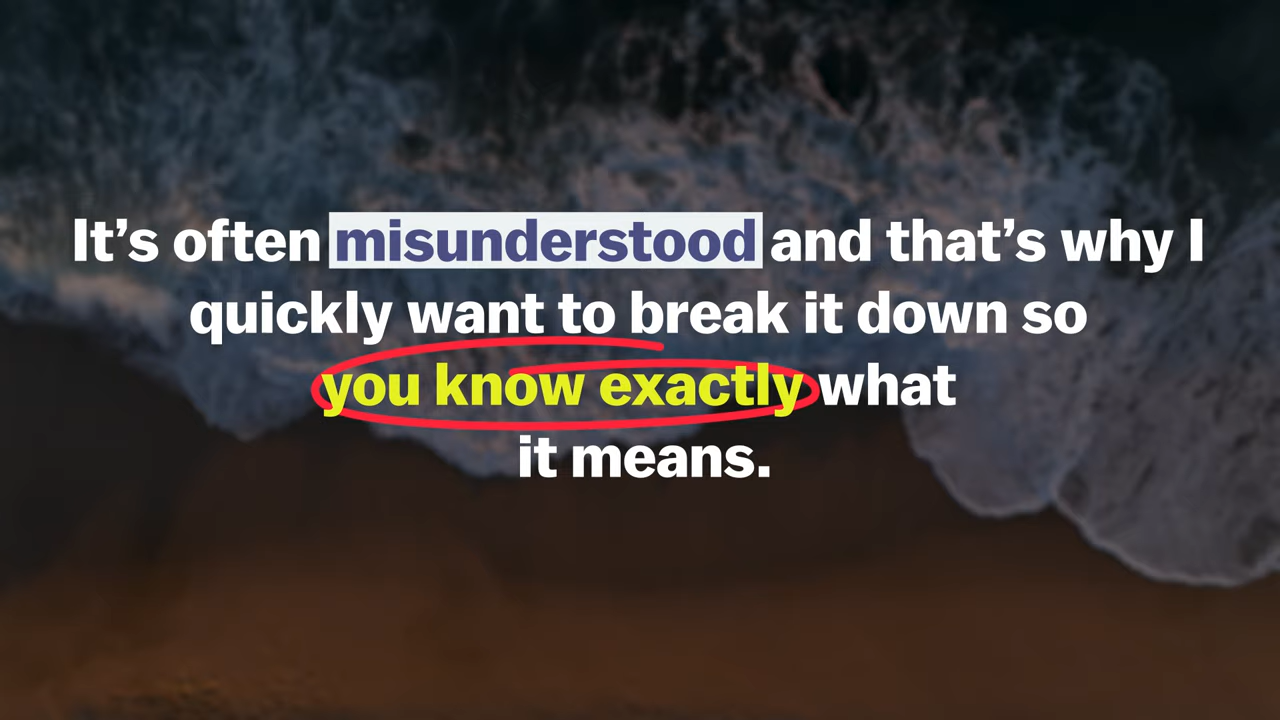 It’s often misunderstood and that’s why I
quickly want to break it down so
you know exactly what
it means.